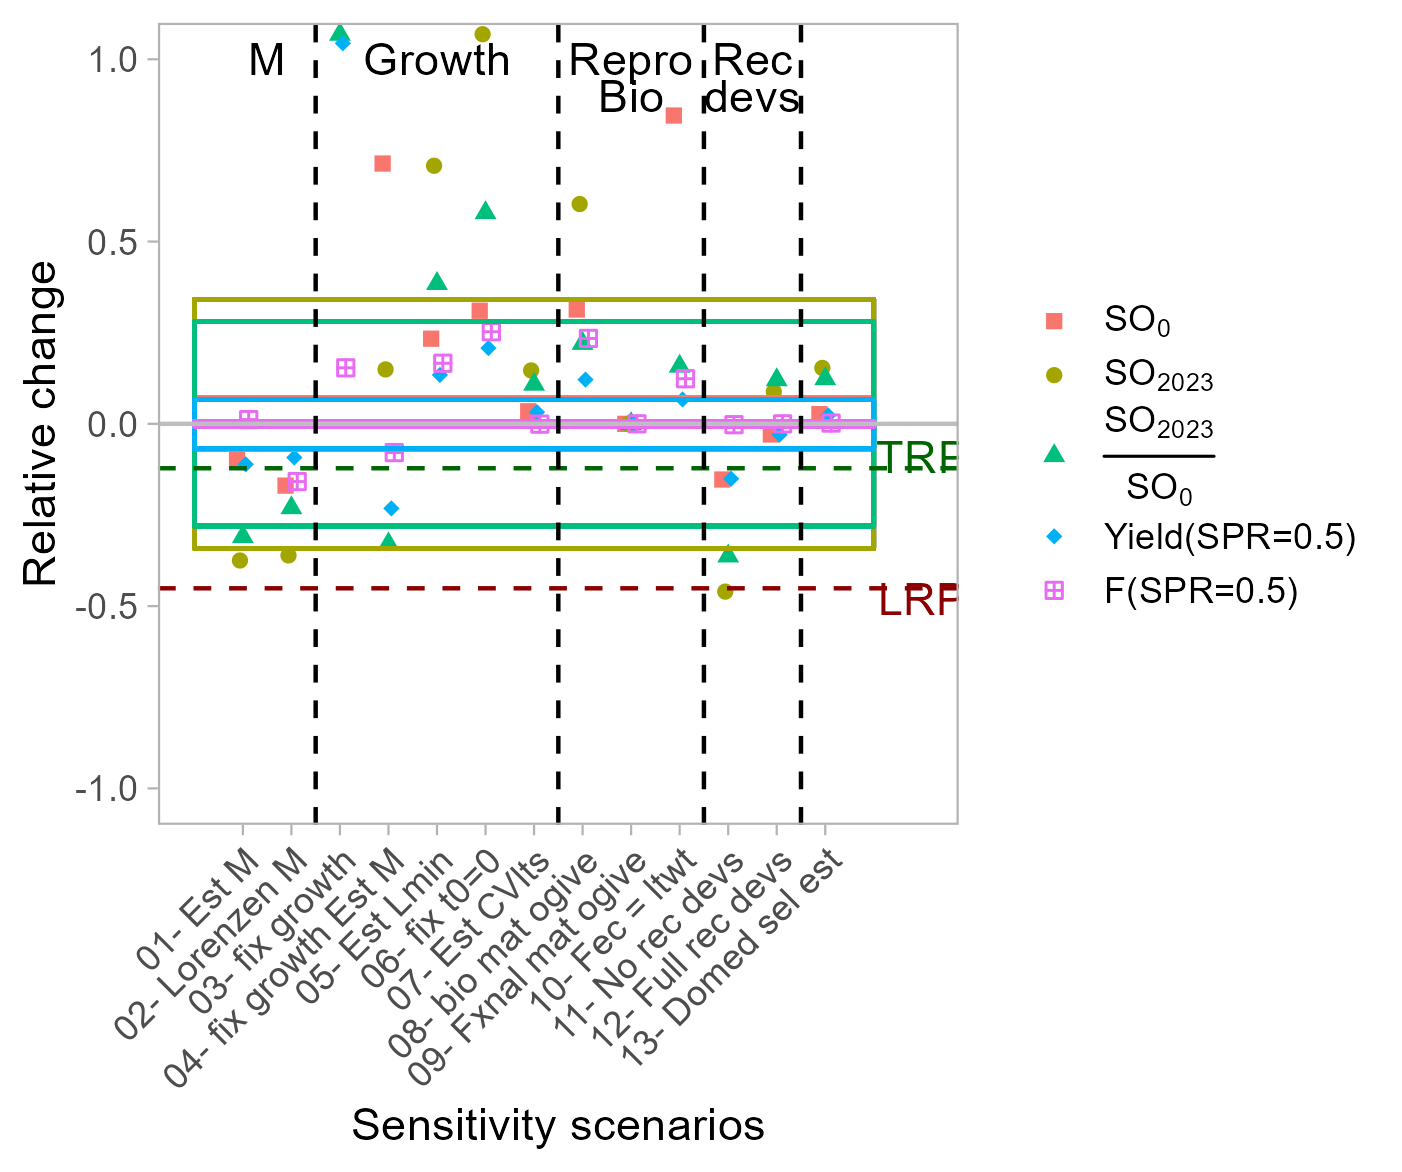 M
Growth
Repro
Bio
Rec
devs
1.0
0.5
0.0
-0.5
-1.0
Relative change
TRP
LRP
01- Est M
02- Lorenzen M
03- fix growth
04- fix growth Est M
05- Est Lmin
06- fix t0=0
07- Est CVlts
08- bio mat ogive
09- Fxnal mat ogive
10- Fec = ltwt
11- No rec devs
12- Full rec devs
13- Domed sel est
Sensitivity scenarios
SO0
SO2023
SO2023
SO0
Yield(SPR=0.5)
F(SPR=0.5)